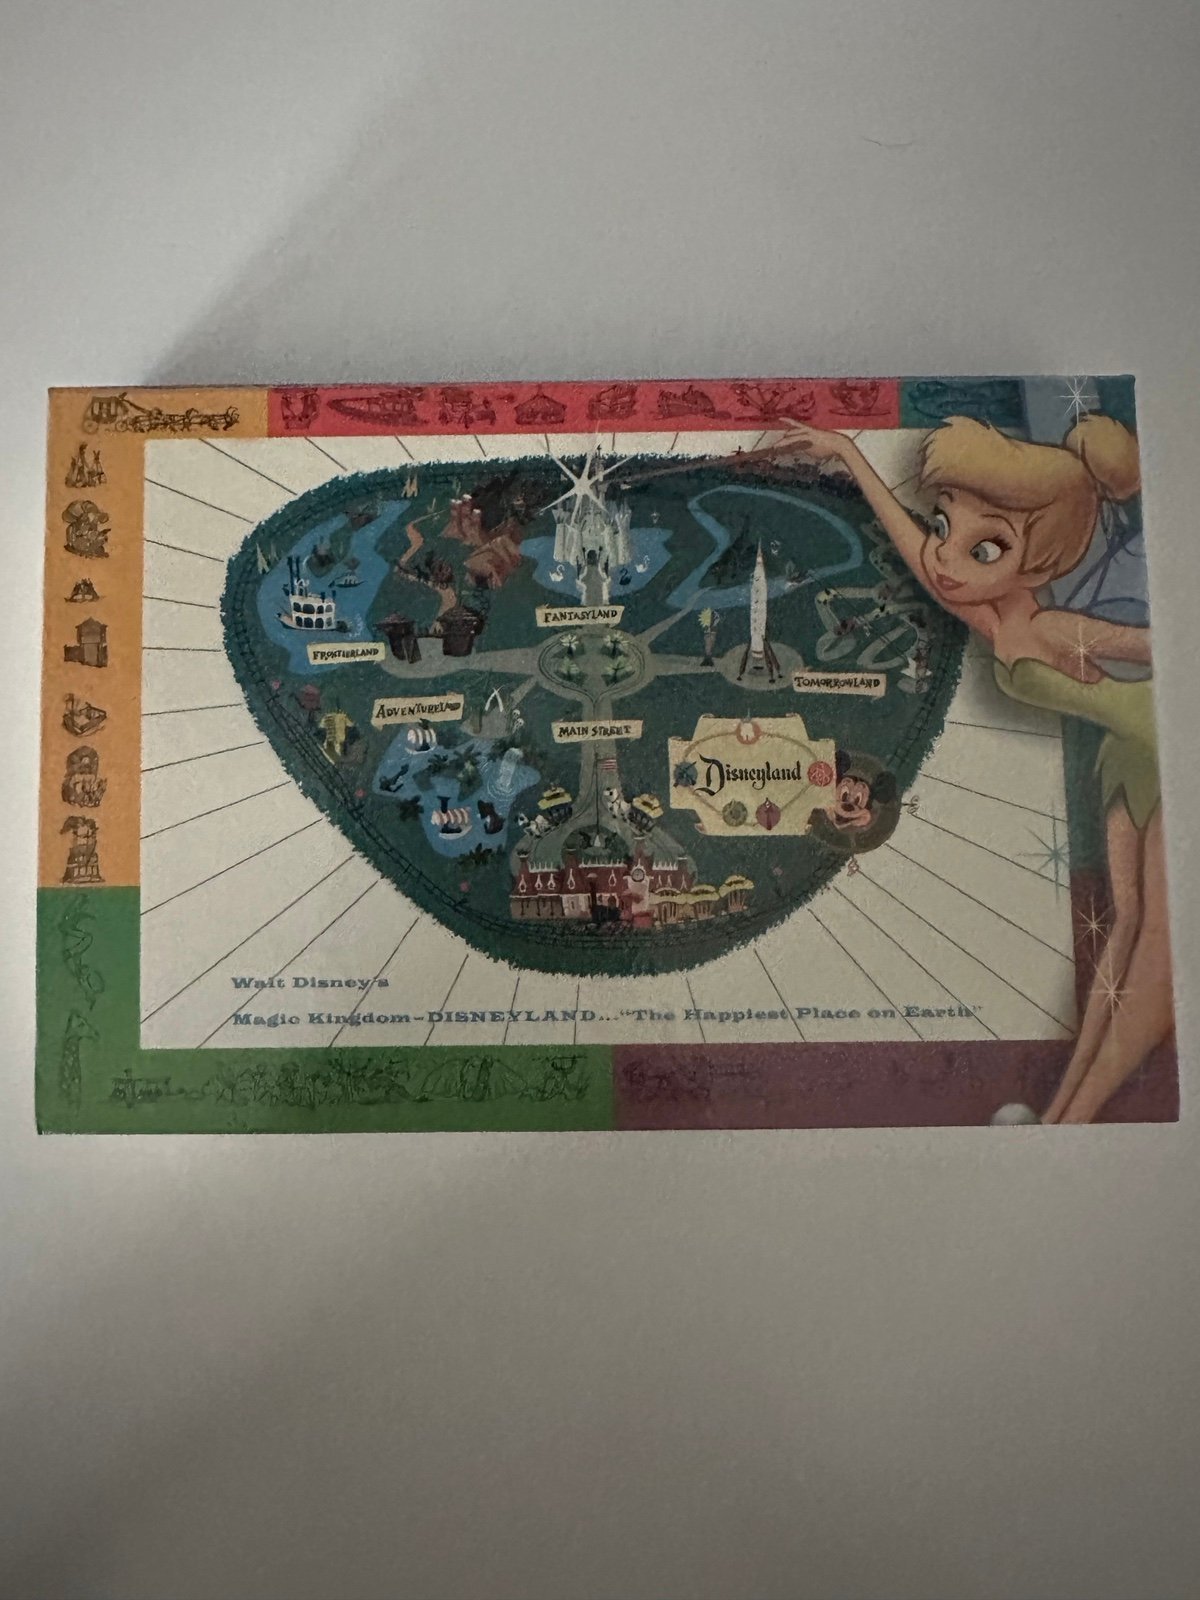 FANTASYLAND
FRONTIERLAND
TOMORROWLAND
ADVENTURELAND
MAIN STREET
Disneyland
Walt Disney's
Magic Kingdom-DISNEYLAND..."The Happiest Place on Earth"